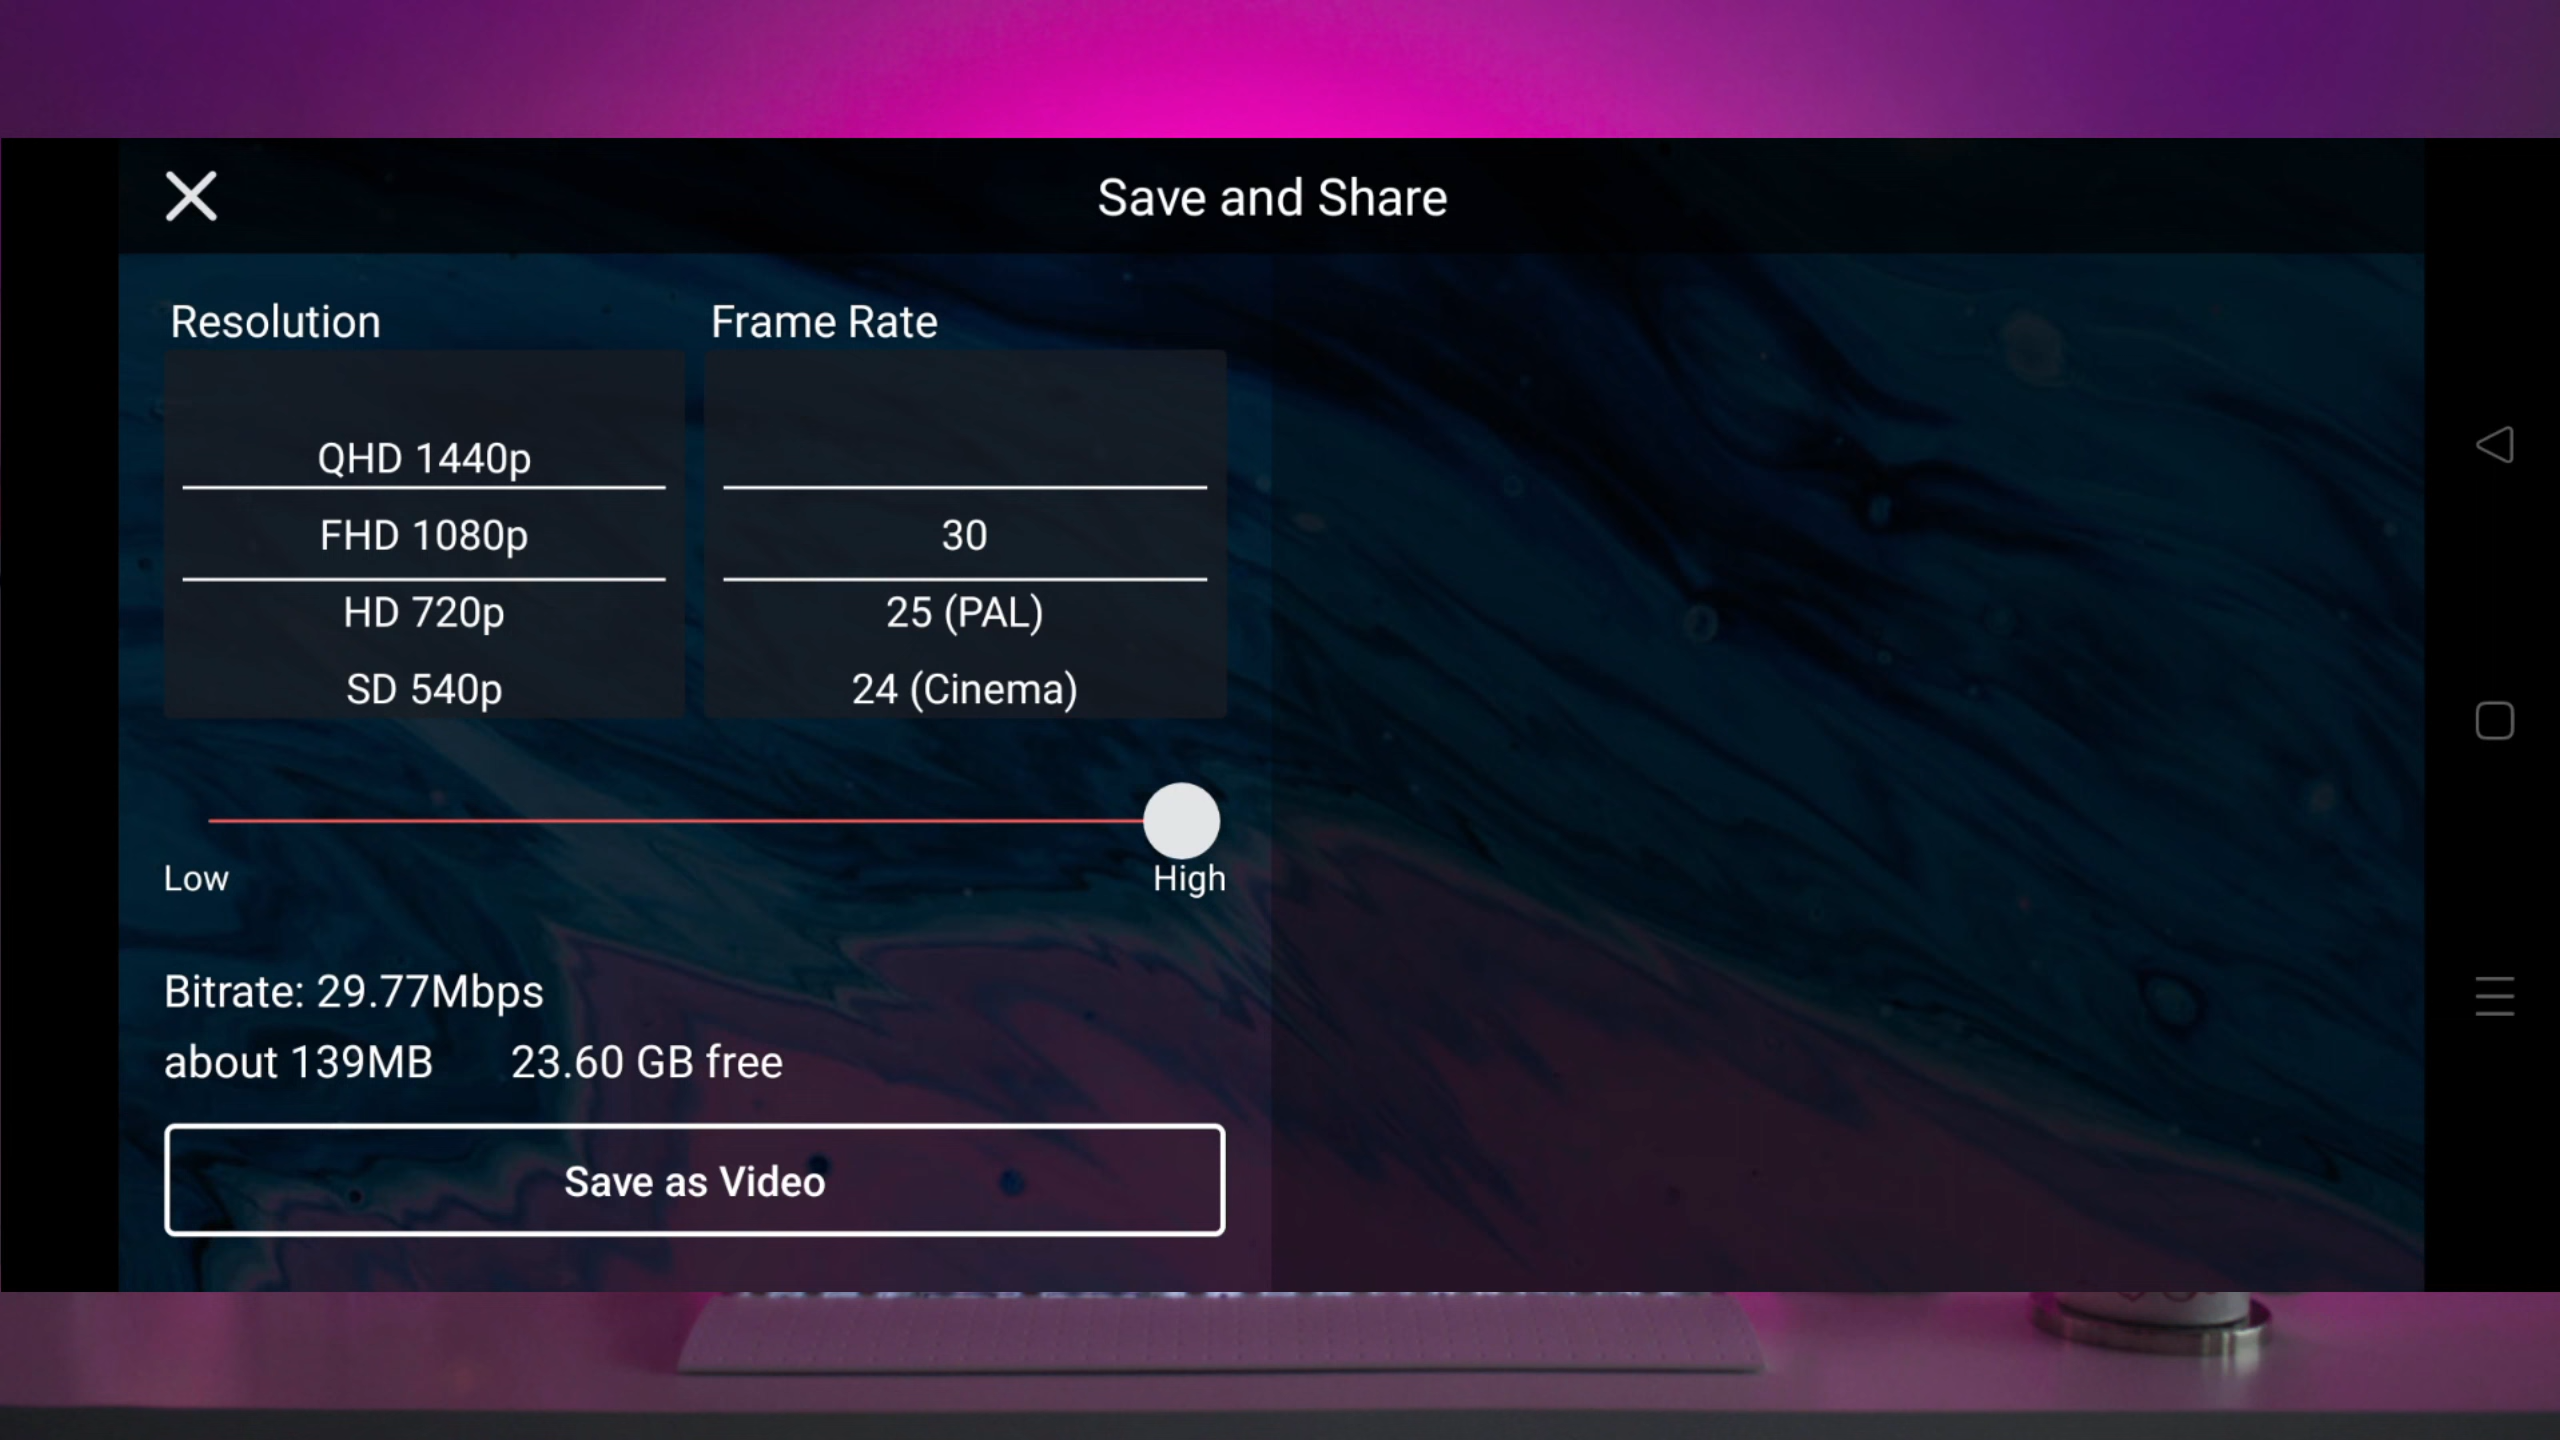 Save and Share
Resolution
Frame Rate
QHD 1440p
FHD 1080p
30
HD 720p
25 (PAL)
SD 540p
24 (Cinema)
Low
High
Bitrate: 29.77Mbps
about 139MB 23.60 GB free
Save as Video